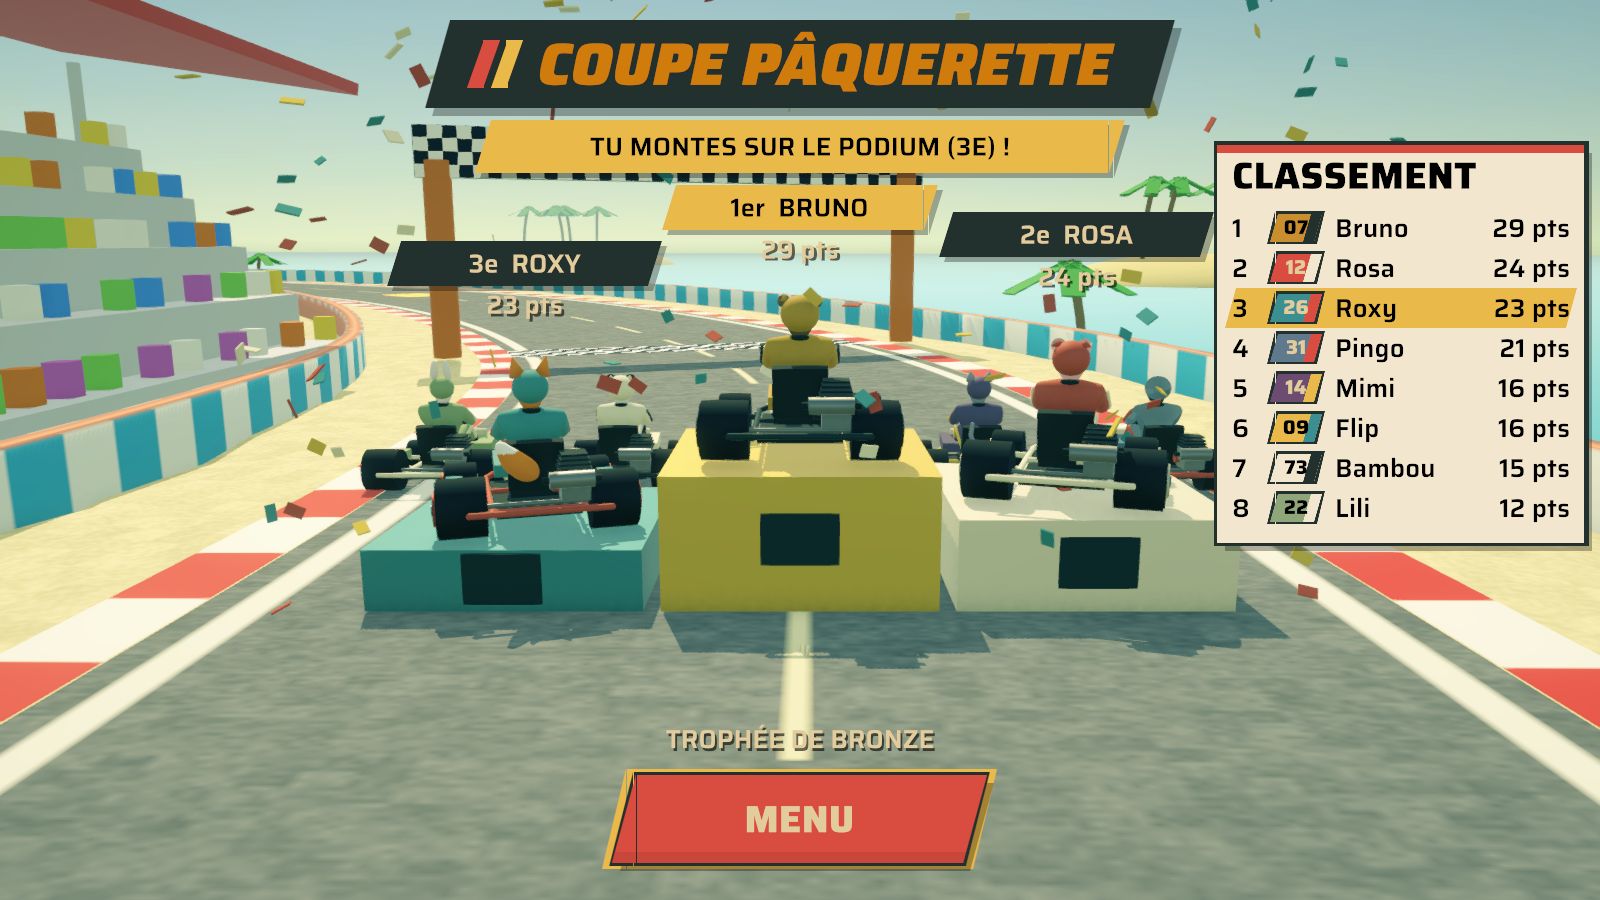 COUPE PÂQUERETTE
TU MONTES SUR LE PODIUM (3E) !
1er BRUNO
29 pts
2e ROSA
24 pts
3e ROXY
23 pts
CLASSEMENT
1 07 Bruno 29 pts
2 12 Rosa 24 pts
3 26 Roxy 23 pts
4 31 Pingo 21 pts
5 14 Mimi 16 pts
6 09 Flip 16 pts
7 73 Bambou 15 pts
8 22 Lili 12 pts
TROPHÉE DE BRONZE
MENU